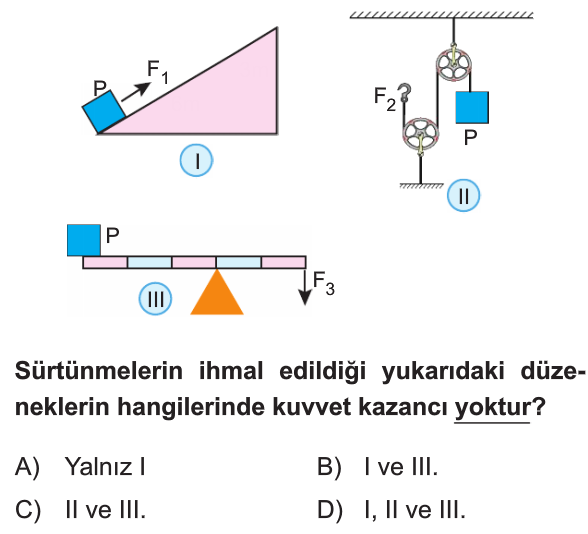 P
F1
I
F2
P
II
P
F3
III
Sürtünmelerin ihmal edildiği yukarıdaki düze-
neklerin hangilerinde kuvvet kazancı yoktur?
A) Yalnız I
B) I ve III.
C) II ve III.
D) I, II ve III.